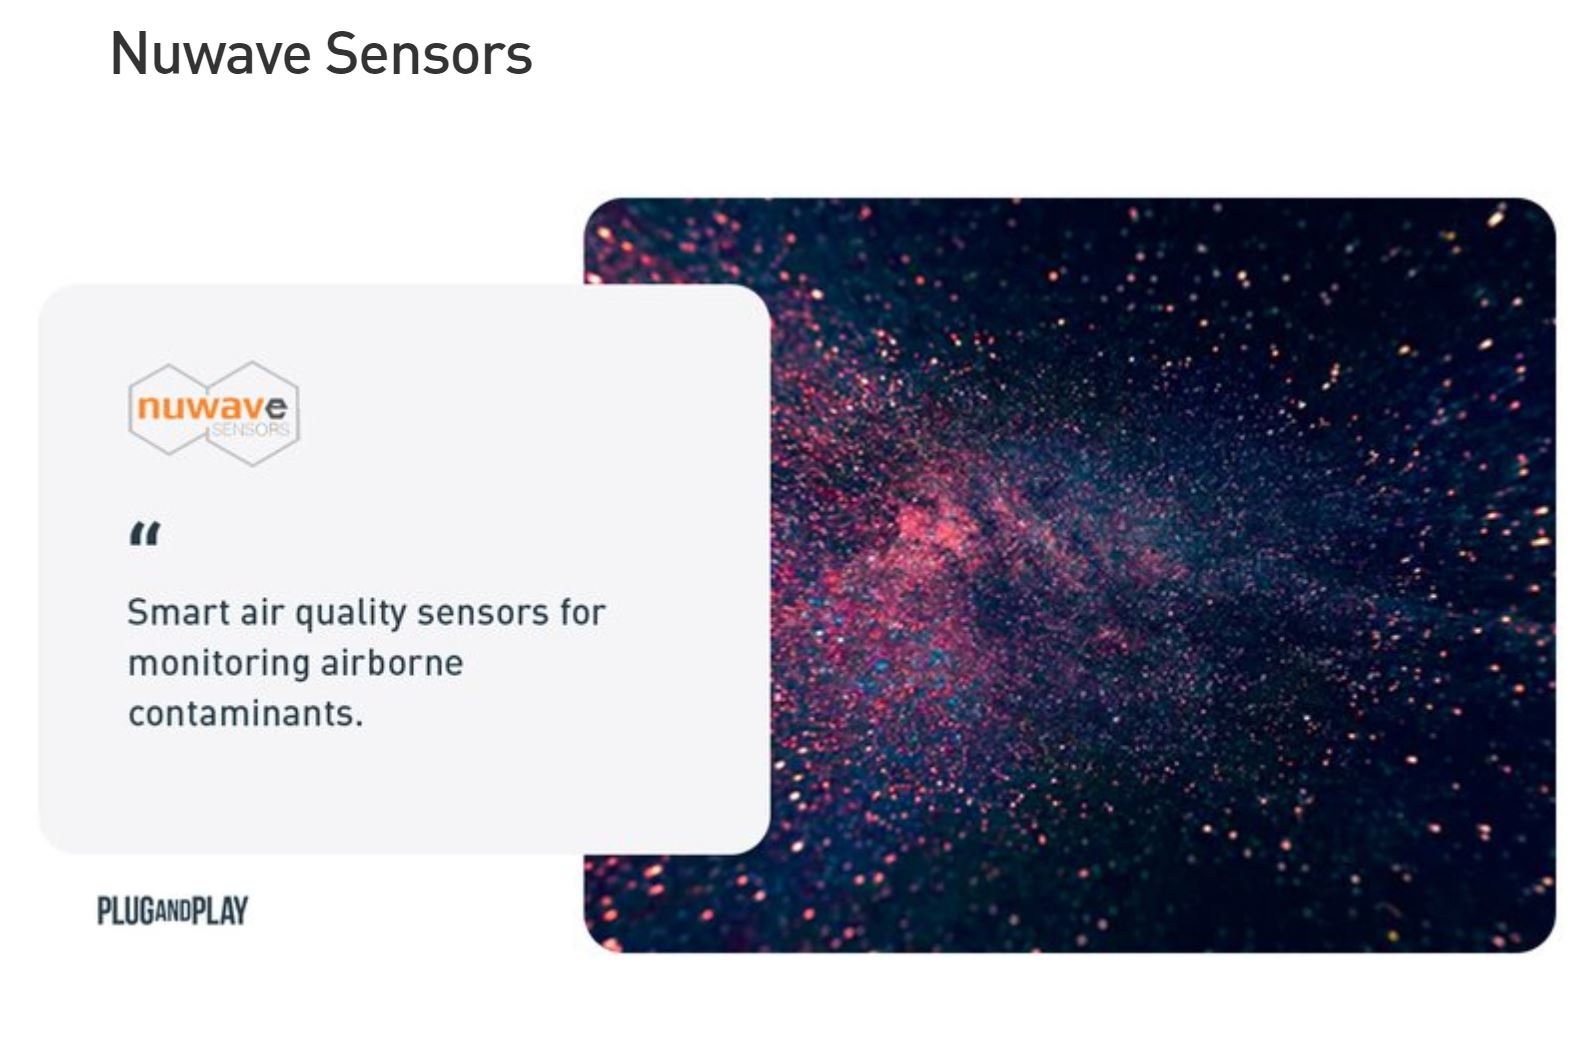 Nuwave Sensors
nuwave
SENSORS
“
Smart air quality sensors for
monitoring airborne
contaminants.
PLUGANDPLAY